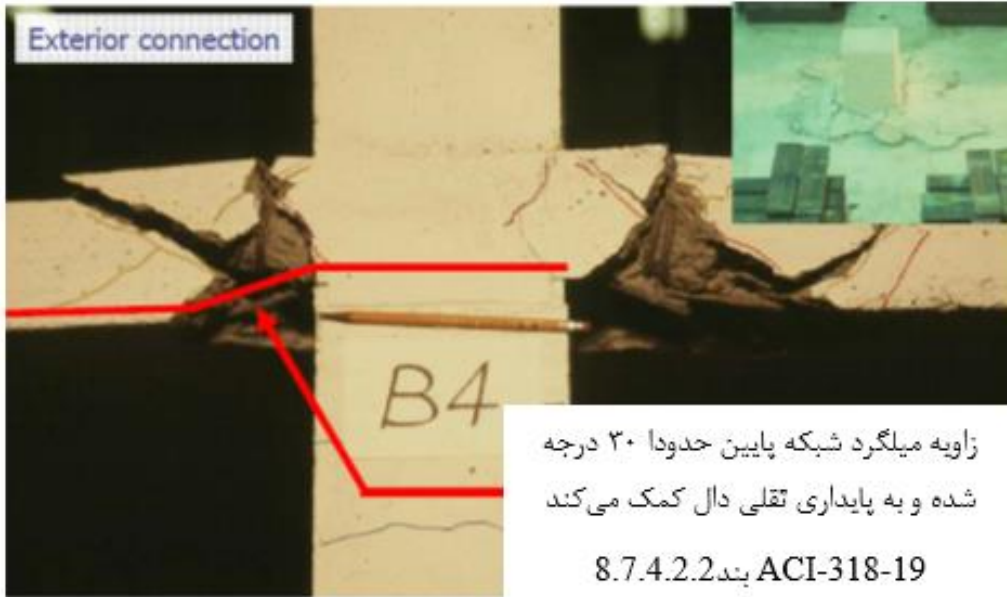 Exterior connection
B4
زاویه میلگرد شبکه پایین حدودا ۳۰ درجه
شده و به پایداری ثقلی دال کمک می‌کند
ACI-318-19 بند8.7.4.2.2